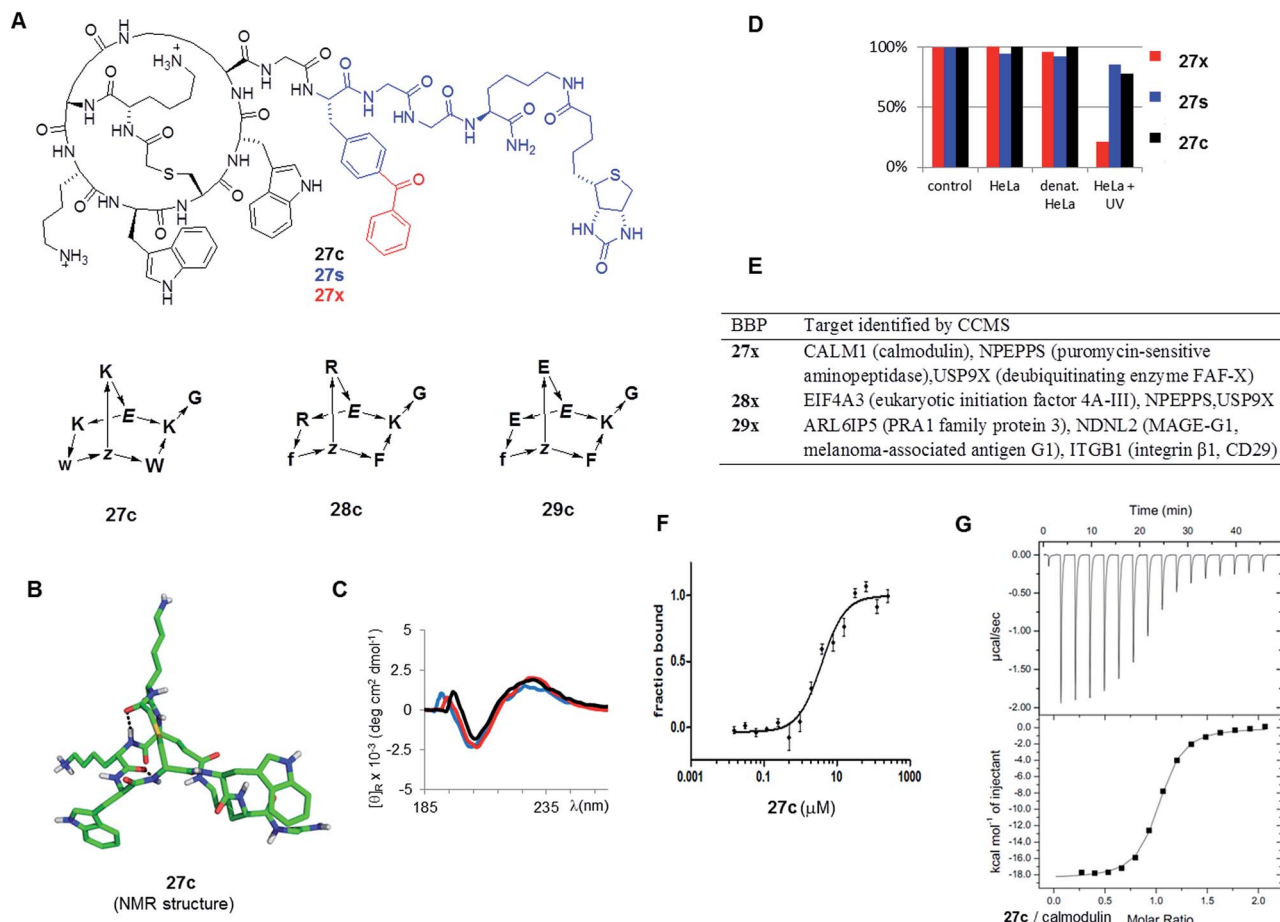 A
27c
27s
27x
K
K
E
K
G
w
z
W
27c
R
R
E
K
G
f
z
F
28c
E
E
E
K
G
f
z
F
29c
B
27c
(NMR structure)
C
[θ]R x 10⁻³ (deg cm² dmol⁻¹)
5
2.5
0
-2.5
-5
185
235
λ(nm)
D
100%
50%
0%
control
HeLa
denat.
HeLa
HeLa +
UV
27x
27s
27c
E
BBP Target identified by CCMS
27x CALM1 (calmodulin), NPEPPS (puromycin-sensitive
aminopeptidase),USP9X (deubiquitinating enzyme FAF-X)
28x EIF4A3 (eukaryotic initiation factor 4A-III), NPEPPS,USP9X
29x ARL6IP5 (PRA1 family protein 3), NDNL2 (MAGE-G1,
melanoma-associated antigen G1), ITGB1 (integrin β1, CD29)
F
fraction bound
1.0
0.5
0.0
0.001
0.1
10
1000
27c (µM)
G
Time (min)
0 10 20 30 40
µcal/sec
0.00
-0.50
-1.00
-1.50
-2.00
kcal mol⁻¹ of injectant
0.0
-2.0
-4.0
-6.0
-8.0
-10.0
-12.0
-14.0
-16.0
-18.0
0.0 0.5 1.0 1.5 2.0
27c / calmodulin Molar Ratio